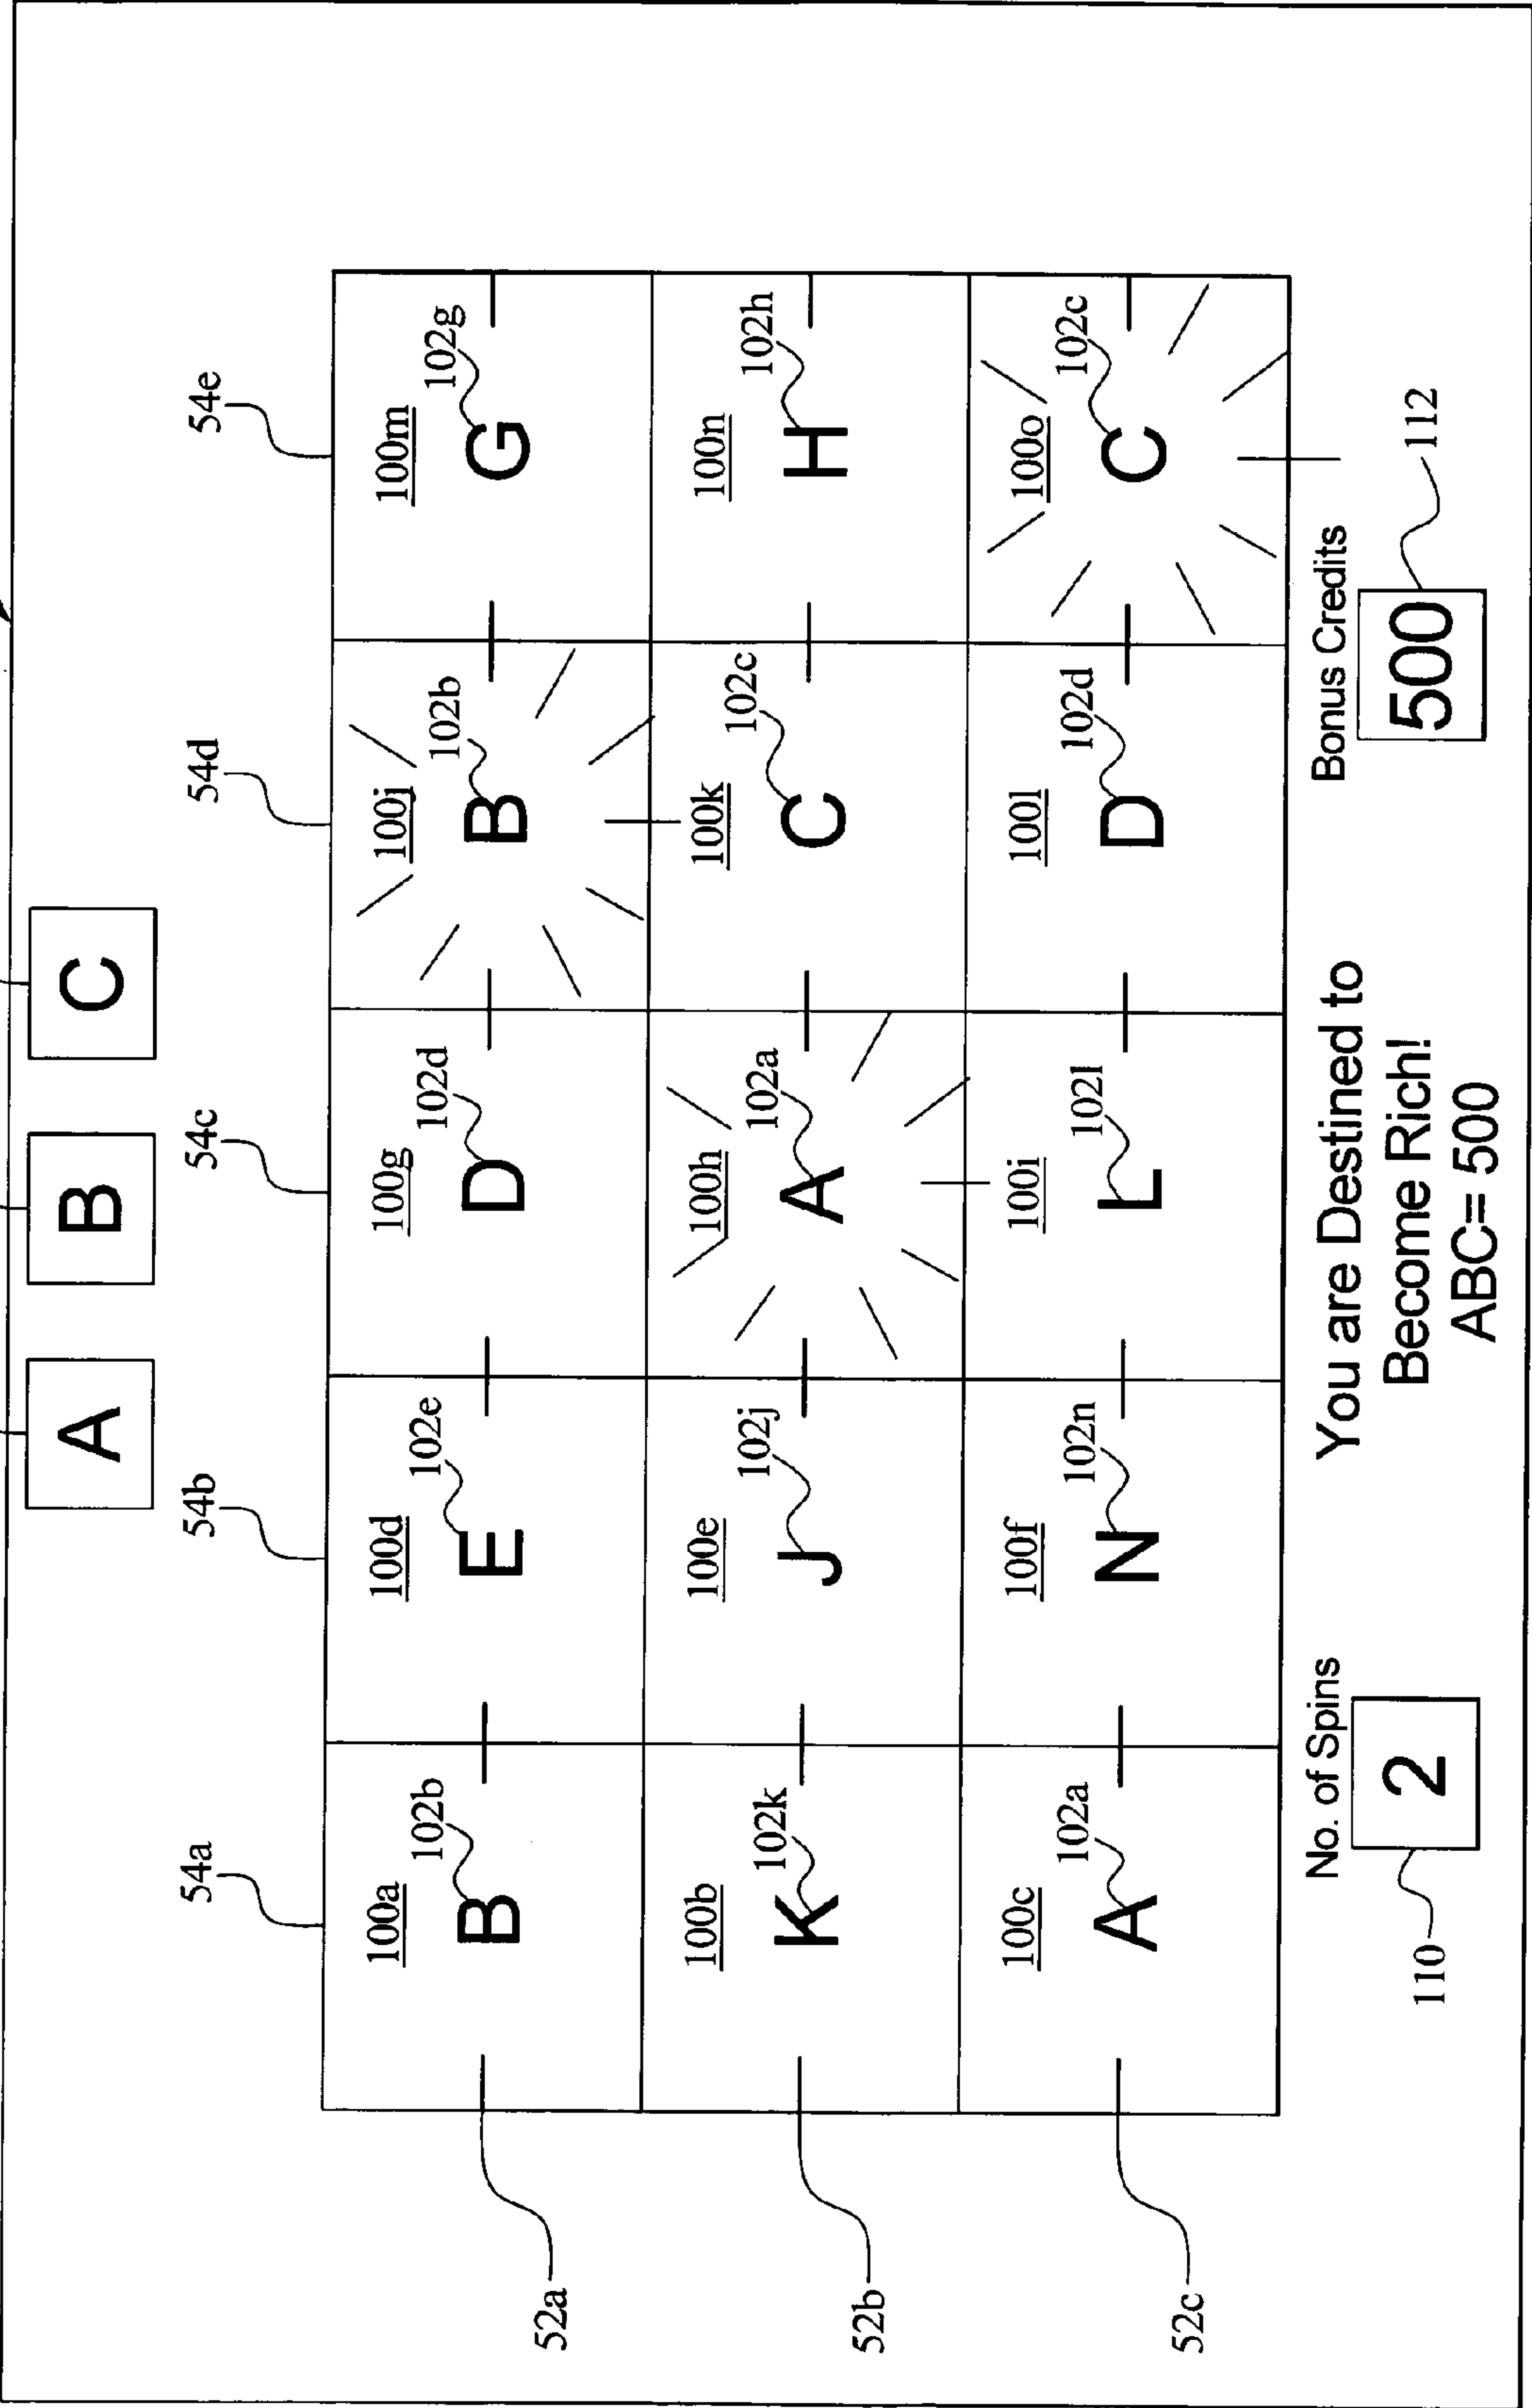 A B C
54a 54b 54c 54d 54e
100a 100d 100g 100j 100m
102b 102e 102d 102b 102g
B E D B G
52a
100b 100e 100h 100k 100n
102k 102j 102a 102c 102h
K J A C H
52b
100c 100f 100i 100l 100o
102a 102n 102l 102d 102c
A N L D C
52c
No. of Spins
2
110
You are Destined to
Become Rich!
ABC= 500
Bonus Credits
500
112